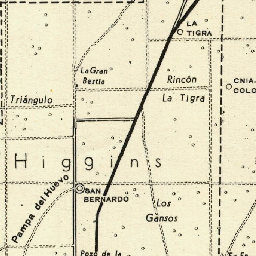 LA
TIGRA
La Gran
Bertia
Rincón
La Tigra
CNIA.
COLO
Triángulo
Higgins
Pampa del Huevo
SAN
BERNARDO
Los
Gansos
Pozo de la